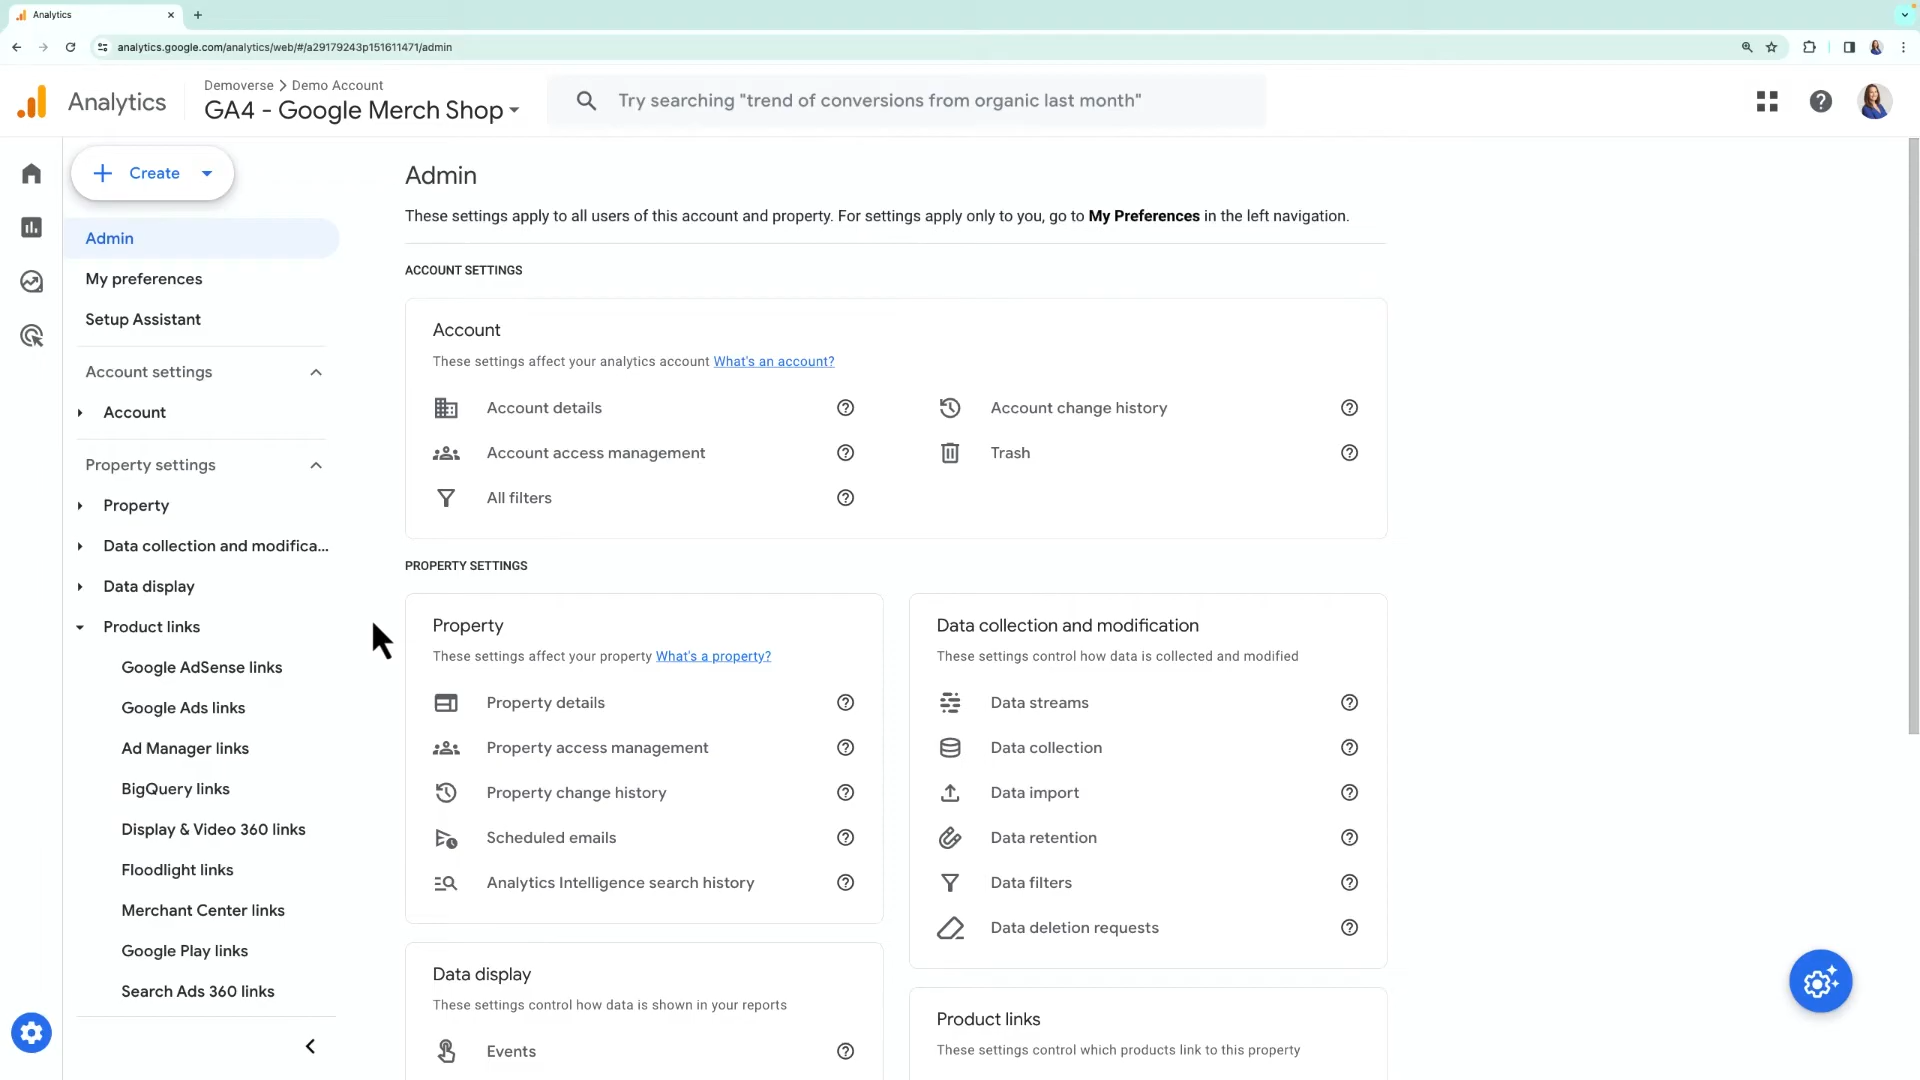 Analytics
analytics.google.com/analytics/web/#/a29179243p151611471/admin
Analytics
Demoverse > Demo Account
GA4 - Google Merch Shop
Try searching "trend of conversions from organic last month"
Create
Admin
My preferences
Setup Assistant
Account settings
Account
Property settings
Property
Data collection and modifica...
Data display
Product links
Google AdSense links
Google Ads links
Ad Manager links
BigQuery links
Display & Video 360 links
Floodlight links
Merchant Center links
Google Play links
Search Ads 360 links
Admin
These settings apply to all users of this account and property. For settings apply only to you, go to My Preferences in the left navigation.
ACCOUNT SETTINGS
Account
These settings affect your analytics account What's an account?
Account details
Account access management
All filters
Account change history
Trash
PROPERTY SETTINGS
Property
These settings affect your property What's a property?
Property details
Property access management
Property change history
Scheduled emails
Analytics Intelligence search history
Data display
These settings control how data is shown in your reports
Events
Data collection and modification
These settings control how data is collected and modified
Data streams
Data collection
Data import
Data retention
Data filters
Data deletion requests
Product links
These settings control which products link to this property